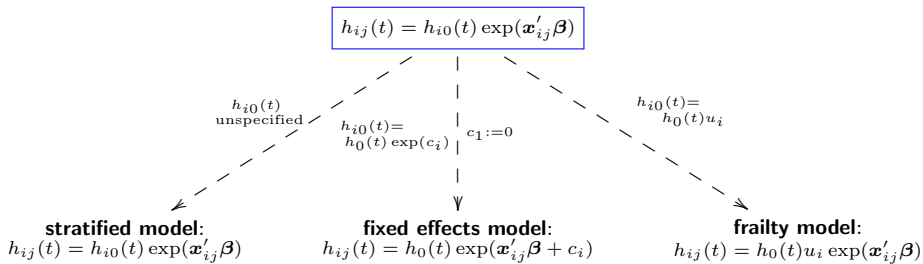 h_{ij}(t) = h_{i0}(t) exp(x′_{ij}β)
h_{i0}(t)
unspecified
h_{i0}(t)=
h_0(t) exp(c_i)
c_1:=0
h_{i0}(t)=
h_0(t)u_i
stratified model:
h_{ij}(t) = h_{i0}(t) exp(x′_{ij}β)
fixed effects model:
h_{ij}(t) = h_0(t) exp(x′_{ij}β + c_i)
frailty model:
h_{ij}(t) = h_0(t)u_i exp(x′_{ij}β)